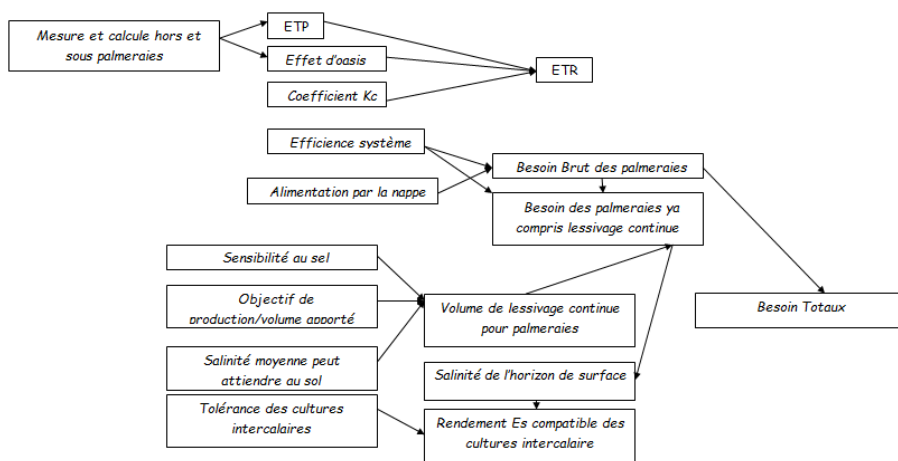 Mesure et calcule hors et
sous palmeraies
ETP
Effet d'oasis
ETR
Coefficient Kc
Efficience système
Besoin Brut des palmeraies
Alimentation par la nappe
Besoin des palmeraies ya
compris lessivage continue
Sensibilité au sel
Objectif de
production/volume apporté
Volume de lessivage continue
pour palmeraies
Besoin Totaux
Salinité moyenne peut
attiendre au sol
Salinité de l'horizon de surface
Tolérance des cultures
intercalaires
Rendement Es compatible des
cultures intercalaire